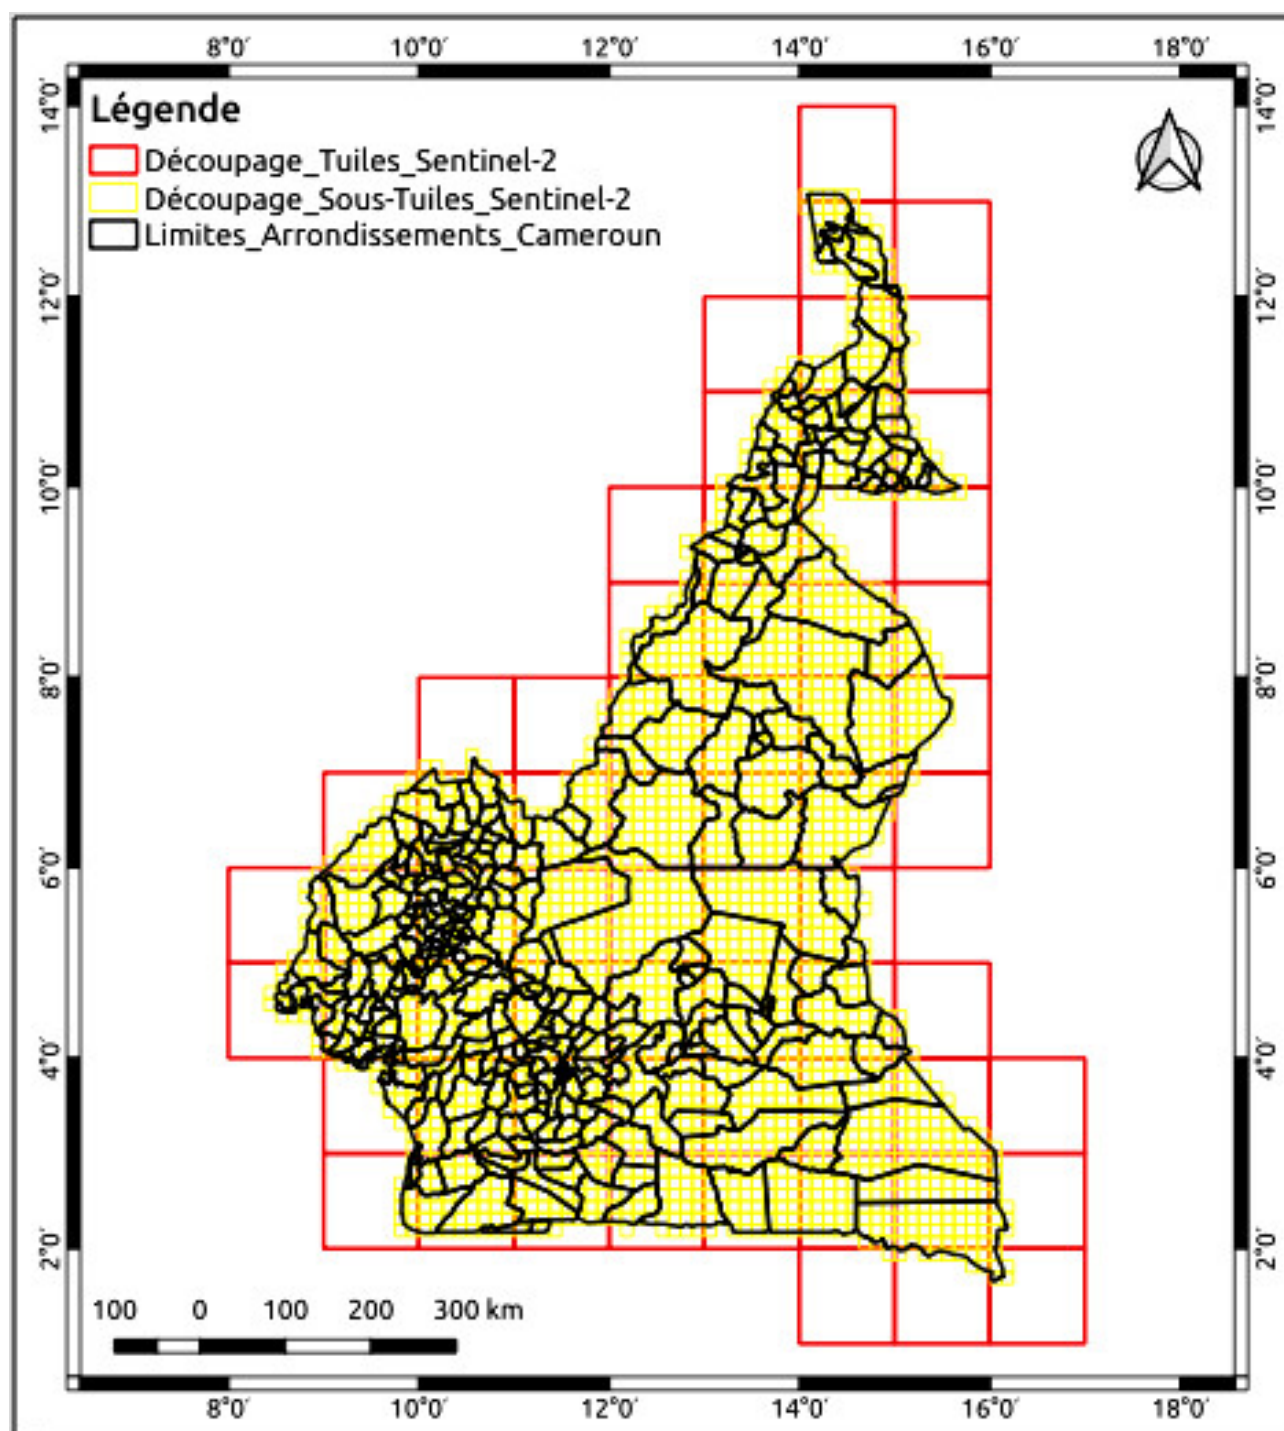 8°0′ 10°0′ 12°0′ 14°0′ 16°0′ 18°0′
14°0′ 14°0′
Légende
Découpage_Tuiles_Sentinel-2
Découpage_Sous-Tuiles_Sentinel-2
Limites_Arrondissements_Cameroun
12°0′ 12°0′
10°0′ 10°0′
8°0′ 8°0′
6°0′ 6°0′
4°0′ 4°0′
2°0′ 2°0′
100 0 100 200 300 km
8°0′ 10°0′ 12°0′ 14°0′ 16°0′ 18°0′